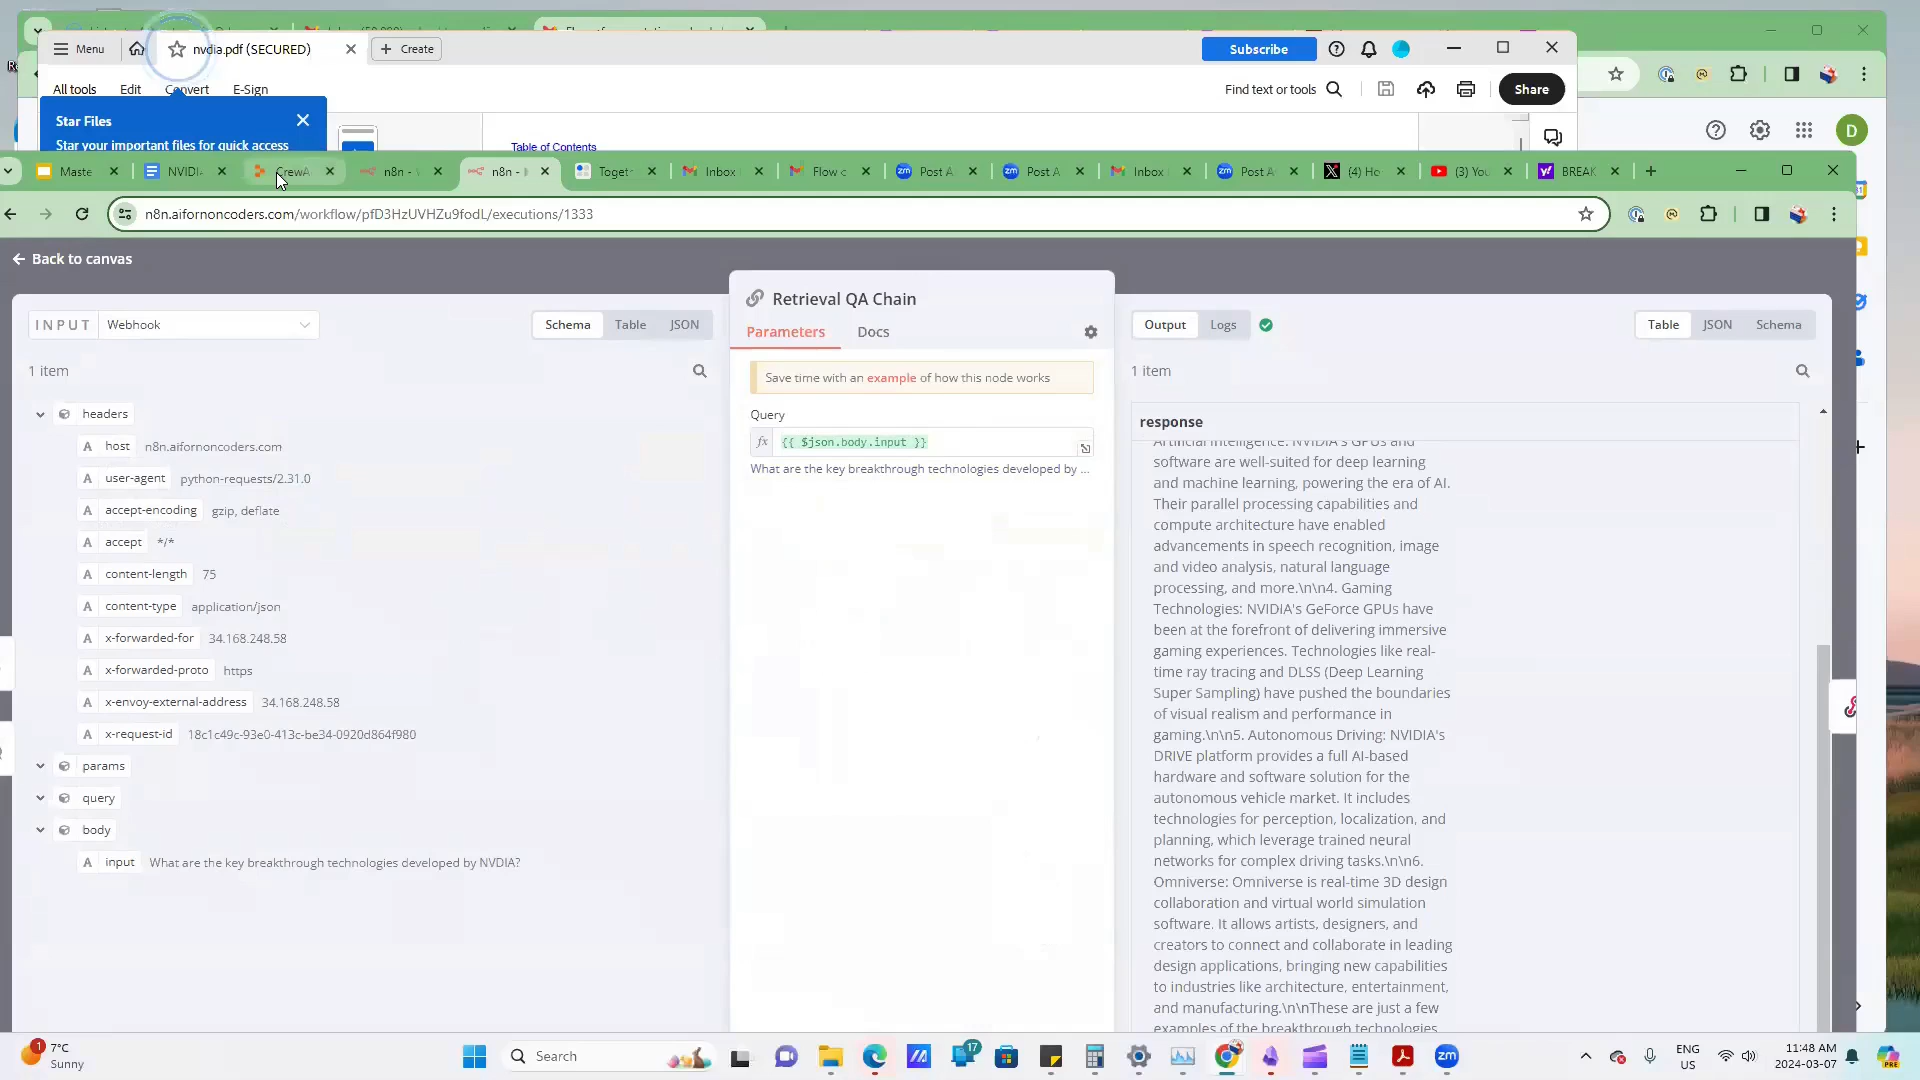 Menu
nvdia.pdf (SECURED)
Create
Subscribe
All tools
Edit
Convert
E-Sign
Find text or tools
Share
Star Files
Star your important files for quick access
Table of Contents
D
Maste
NVIDI
CrewA
n8n -
n8n -
Toget
Inbox
Flow c
Post A
Post A
Inbox
Post A
(4) Ho
(3) You
BREAK
n8n.aifornoncoders.com/workflow/pfD3HzUVHZu9fodL/executions/1333
Back to canvas
INPUT
Webhook
Schema
Table
JSON
1 item
headers
A host n8n.aifornoncoders.com
A user-agent python-requests/2.31.0
A accept-encoding gzip, deflate
A accept */*
A content-length 75
A content-type application/json
A x-forwarded-for 34.168.248.58
A x-forwarded-proto https
A x-envoy-external-address 34.168.248.58
A x-request-id 18c1c49c-93e0-413c-be34-0920d864f980
params
query
body
A input What are the key breakthrough technologies developed by NVDIA?
Retrieval QA Chain
Parameters
Docs
Save time with an example of how this node works
Query
fx {{ $json.body.input }}
What are the key breakthrough technologies developed by ...
Output
Logs
Table
JSON
Schema
1 item
response
Artificial Intelligence: NVIDIA's GPUs and
software are well-suited for deep learning
and machine learning, powering the era of AI.
Their parallel processing capabilities and
compute architecture have enabled
advancements in speech recognition, image
and video analysis, natural language
processing, and more.\n\n4. Gaming
Technologies: NVIDIA's GeForce GPUs have
been at the forefront of delivering immersive
gaming experiences. Technologies like real-
time ray tracing and DLSS (Deep Learning
Super Sampling) have pushed the boundaries
of visual realism and performance in
gaming.\n\n5. Autonomous Driving: NVIDIA's
DRIVE platform provides a full AI-based
hardware and software solution for the
autonomous vehicle market. It includes
technologies for perception, localization, and
planning, which leverage trained neural
networks for complex driving tasks.\n\n6.
Omniverse: Omniverse is real-time 3D design
collaboration and virtual world simulation
software. It allows artists, designers, and
creators to connect and collaborate in leading
design applications, bringing new capabilities
to industries like architecture, entertainment,
and manufacturing.\n\nThese are just a few
examples of the breakthrough technologies
1
7°C
Sunny
Search
17
zm
ENG
US
11:48 AM
2024-03-07
PRE